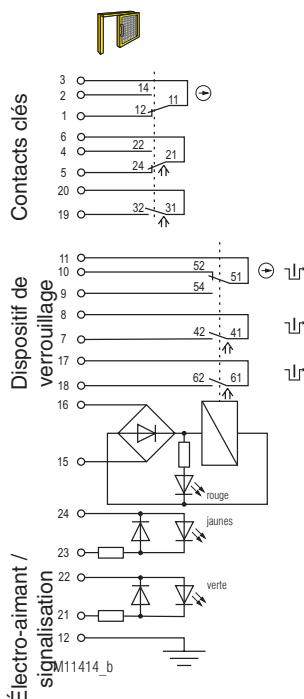 Contacts clés
3
2 14
11
1 12
6
4 22
21
5 24
20
19 32 31
Dispositif de
verrouillage
11
10 52
51
9 54
8
7 42 41
17
18 62 61
16
15
rouge
Électro-aimant /
signalisation
24
jaunes
23
22
verte
21
12
M11414_b